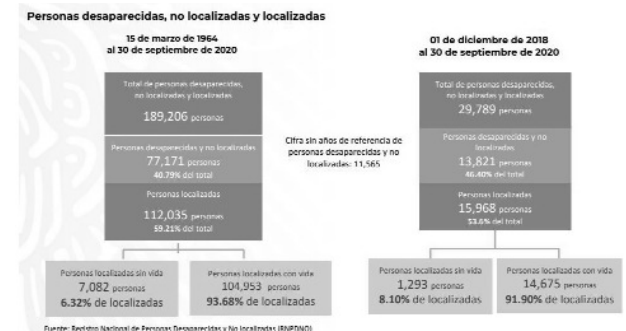 Personas desaparecidas, no localizadas y localizadas
15 de marzo de 1964
al 30 de septiembre de 2020
Total de personas desaparecidas,
no localizadas y localizadas
189,206 personas
Personas desaparecidas y no localizadas
77,171 personas
40.79% del total
Personas localizadas
112,035 personas
59.21% del total
Personas localizadas sin vida
7,082 personas
6.32% de localizadas
Personas localizadas con vida
104,953 personas
93.68% de localizadas
Cifra sin años de referencia de
personas desaparecidas y no
localizadas: 11,565
01 de diciembre de 2018
al 30 de septiembre de 2020
Total de personas desaparecidas,
no localizadas y localizadas
29,789 personas
Personas desaparecidas y no
localizadas
13,821 personas
46.40% del total
Personas localizadas
15,968 personas
53.6% del total
Personas localizadas sin vida
1,293 personas
8.10% de localizadas
Personas localizadas con vida
14,675 personas
91.90% de localizadas
Fuente: Registro Nacional de Personas Desaparecidas y No localizadas (RNPDNO)